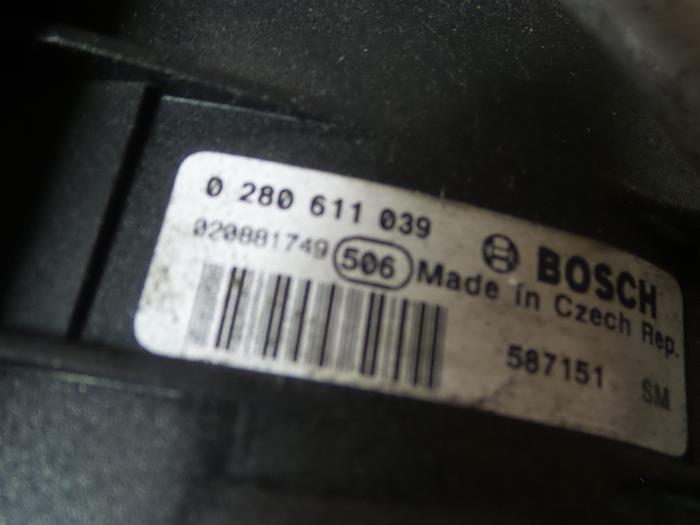 0 280 611 039
020881749 506 BOSCH
Made in Czech Rep.
587151 SM